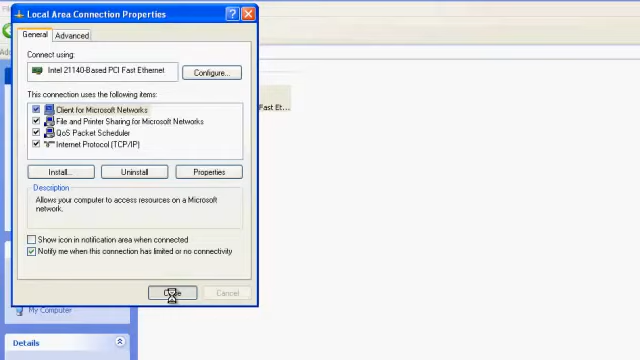 Local Area Connection Properties
General
Advanced
Connect using:
Intel 21140-Based PCI Fast Ethernet
Configure...
This connection uses the following items:
Client for Microsoft Networks
File and Printer Sharing for Microsoft Networks
QoS Packet Scheduler
Internet Protocol (TCP/IP)
Install...
Uninstall
Properties
Description
Allows your computer to access resources on a Microsoft
network.
Show icon in notification area when connected
Notify me when this connection has limited or no connectivity
Cancel
Fast Et...
My Computer
Details